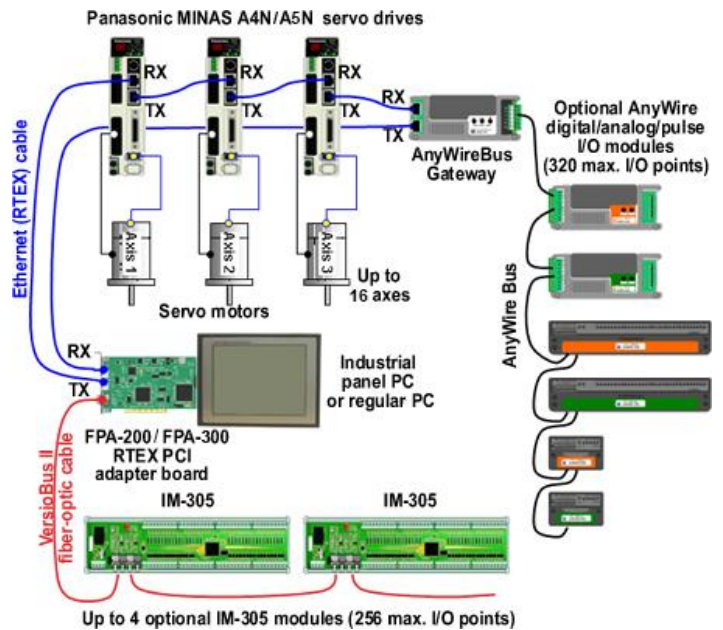 Panasonic MINAS A4N/A5N servo drives
RX
TX
RX
TX
RX
TX
RX
TX
AnyWireBus
Gateway
Optional AnyWire
digital/analog/pulse
I/O modules
(320 max. I/O points)
Ethernet (RTEX) cable
Axis 1
Axis 2
Axis 3
Up to
16 axes
Servo motors
AnyWire Bus
RX
TX
Industrial
panel PC
or regular PC
FPA-200 / FPA-300
RTEX PCI
adapter board
VersioBus II
fiber-optic cable
IM-305
IM-305
Up to 4 optional IM-305 modules (256 max. I/O points)